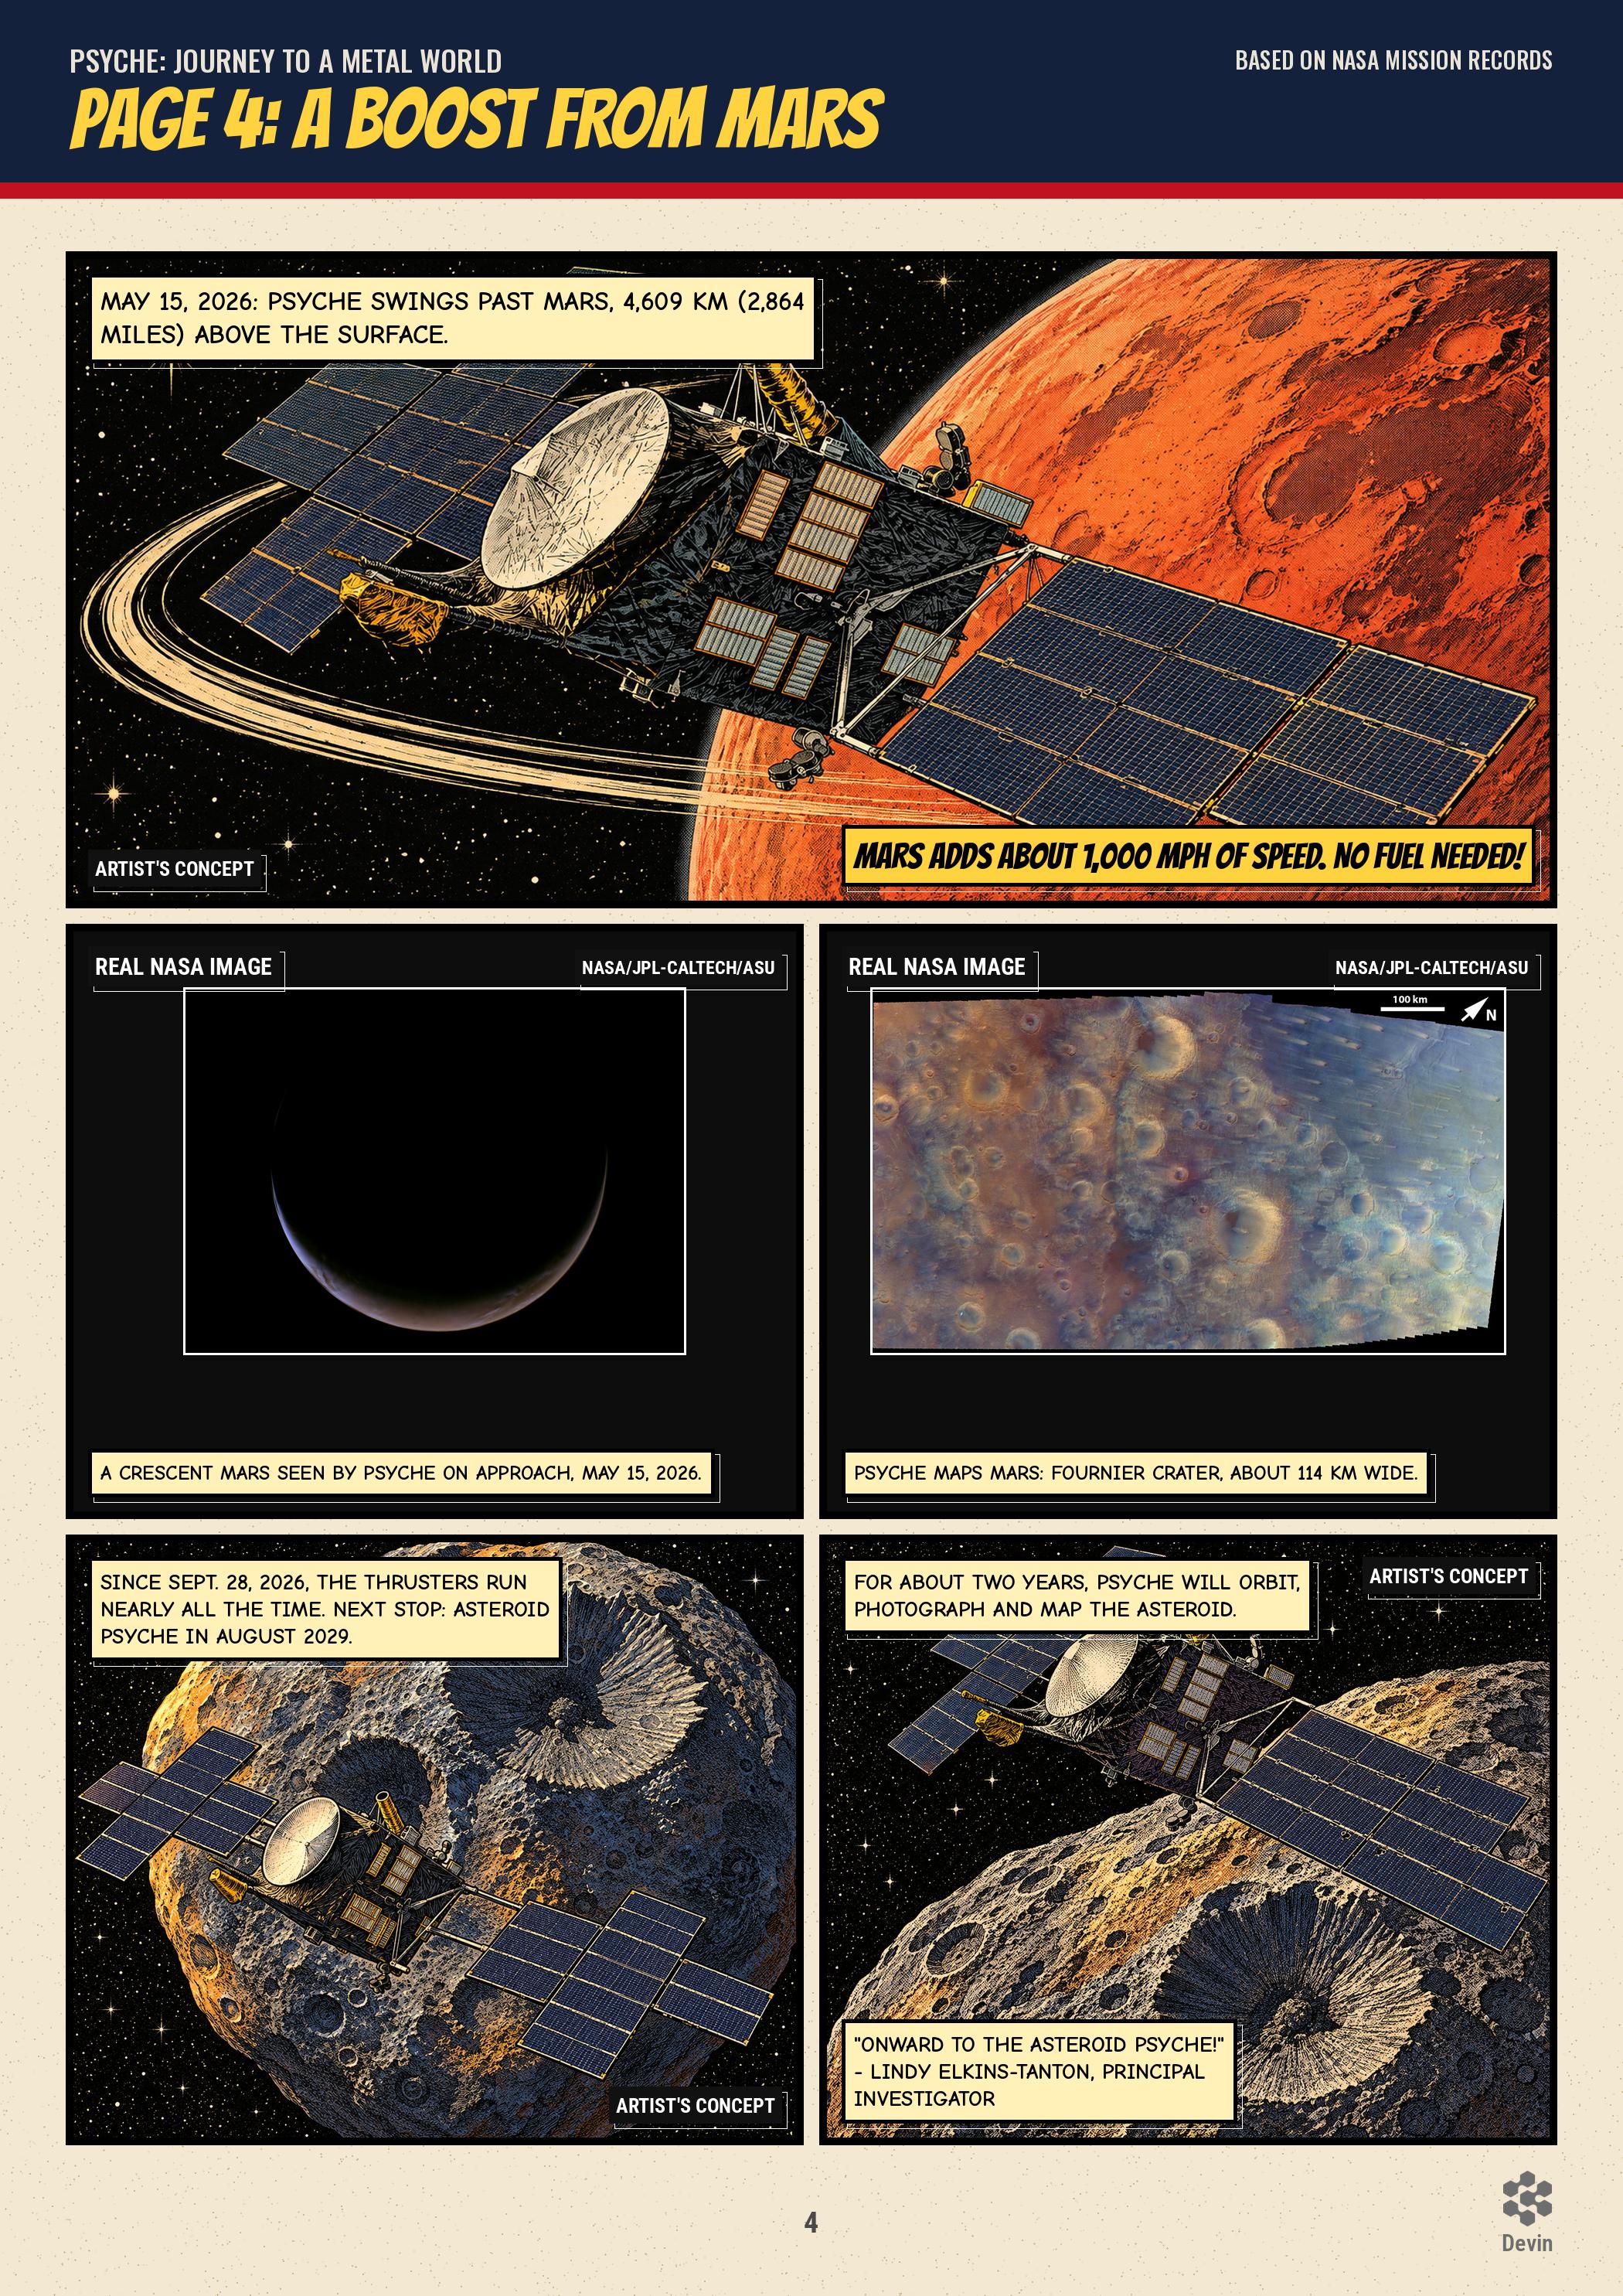 PSYCHE: JOURNEY TO A METAL WORLD
BASED ON NASA MISSION RECORDS
PAGE 4: A BOOST FROM MARS
MAY 15, 2026: PSYCHE SWINGS PAST MARS, 4,609 KM (2,864
MILES) ABOVE THE SURFACE.
ARTIST'S CONCEPT
MARS ADDS ABOUT 1,000 MPH OF SPEED. NO FUEL NEEDED!
REAL NASA IMAGE
NASA/JPL-CALTECH/ASU
A CRESCENT MARS SEEN BY PSYCHE ON APPROACH, MAY 15, 2026.
REAL NASA IMAGE
NASA/JPL-CALTECH/ASU
100 km
N
PSYCHE MAPS MARS: FOURNIER CRATER, ABOUT 114 KM WIDE.
SINCE SEPT. 28, 2026, THE THRUSTERS RUN
NEARLY ALL THE TIME. NEXT STOP: ASTEROID
PSYCHE IN AUGUST 2029.
ARTIST'S CONCEPT
FOR ABOUT TWO YEARS, PSYCHE WILL ORBIT,
PHOTOGRAPH AND MAP THE ASTEROID.
ARTIST'S CONCEPT
"ONWARD TO THE ASTEROID PSYCHE!"
- LINDY ELKINS-TANTON, PRINCIPAL
INVESTIGATOR
4
Devin